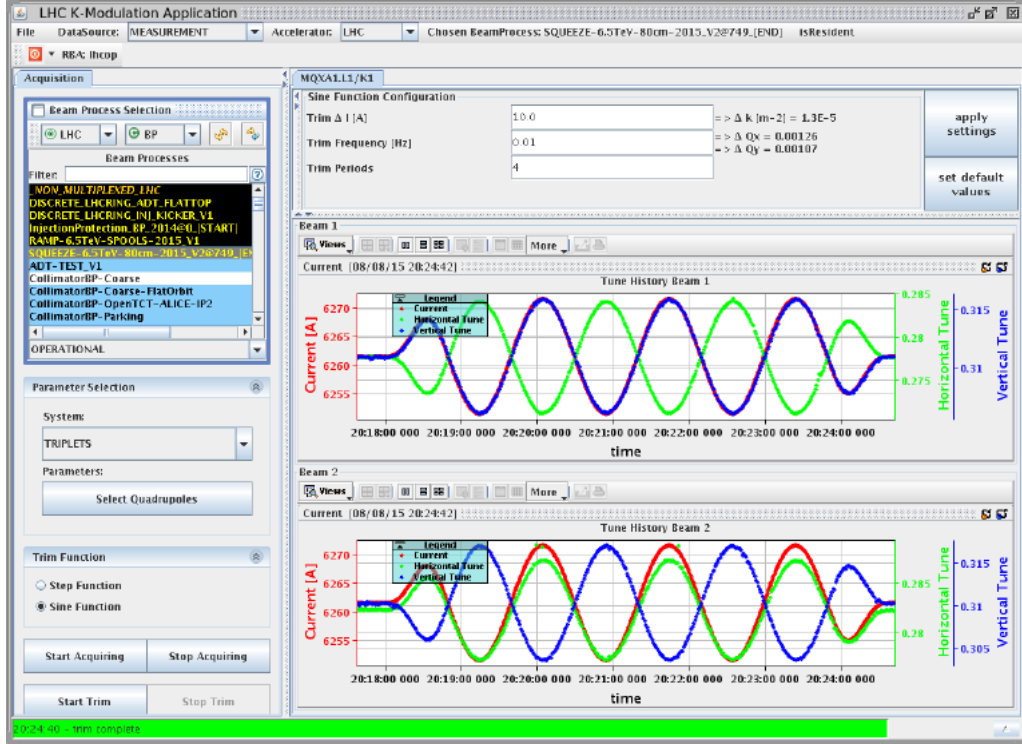 LHC K-Modulation Application
File DataSource: MEASUREMENT Accelerator: LHC Chosen BeamProcess: SQUEEZE-6.5TeV-80cm-2015_V2@749_[END] isResident
RBA: lhcop
Acquisition
Beam Process Selection
LHC BP
Beam Processes
Filter:
_NON_MULTIPLEXED_LHC
DISCRETE_LHCRING_ADT_FLATTOP
DISCRETE_LHCRING_INJ_KICKER_V1
InjectionProtection_BP_2014@0_[START]
RAMP-6.5TeV-SPOOLS-2015_V1
SQUEEZE-6.5TeV-80cm-2015_V2@749_[EN
ADT-TEST_V1
CollimatorBP-Coarse
CollimatorBP-Coarse-FlatOrbit
CollimatorBP-OpenTCT-ALICE-IP2
CollimatorBP-Parking
OPERATIONAL
Parameter Selection
System:
TRIPLETS
Parameters:
Select Quadrupoles
Trim Function
Step Function
Sine Function
Start Acquiring Stop Acquiring
Start Trim Stop Trim
MQXA1.L1/K1
Sine Function Configuration
Trim Δ I [A] 10.0 = > Δ k [m-2] = 1.3E-5
Trim Frequency [Hz] 0.01 = > Δ Qx = 0.00126
= > Δ Qy = 0.00107
Trim Periods 4
apply
settings
set default
values
Beam 1
Views More
Current [08/08/15 20:24:42]
Tune History Beam 1
Legend
Current
Horizontal Tune
Vertical Tune
Current [A]
6270
6265
6260
6255
0.285
0.28
0.275
Horizontal Tune
0.315
0.31
Vertical Tune
20:18:00 000 20:19:00 000 20:20:00 000 20:21:00 000 20:22:00 000 20:23:00 000 20:24:00 000
time
Beam 2
Views More
Current [08/08/15 20:24:42]
Tune History Beam 2
Legend
Current
Horizontal Tune
Vertical Tune
Current [A]
6270
6265
6260
6255
0.285
0.28
Horizontal Tune
0.315
0.31
0.305
Vertical Tune
20:18:00 000 20:19:00 000 20:20:00 000 20:21:00 000 20:22:00 000 20:23:00 000 20:24:00 000
time
20:24:40 - trim complete